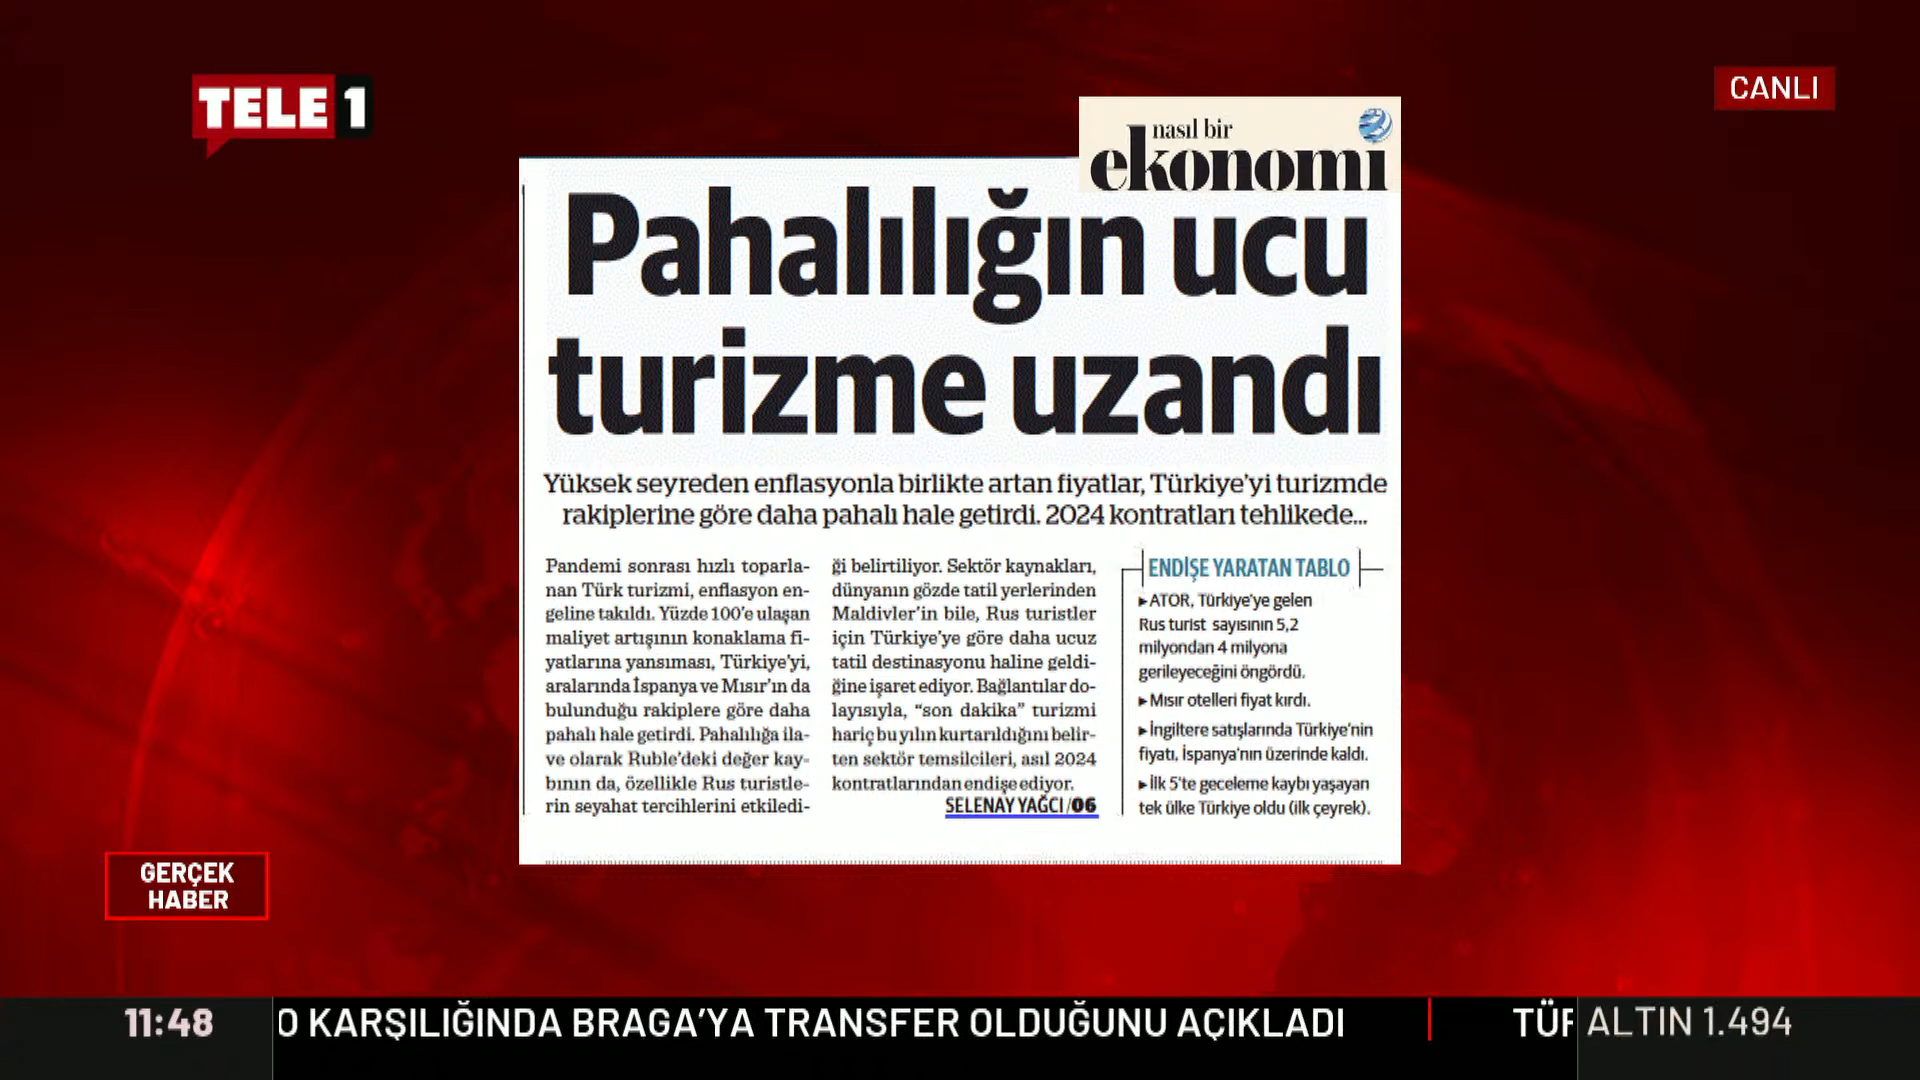 TELE 1
CANLI
nasıl bir
ekonomi
Pahalılığın ucu
turizme uzandı
Yüksek seyreden enflasyonla birlikte artan fiyatlar, Türkiye'yi turizmde
rakiplerine göre daha pahalı hale getirdi. 2024 kontratları tehlikede...
Pandemi sonrası hızlı toparla-
nan Türk turizmi, enflasyon en-
geline takıldı. Yüzde 100'e ulaşan
maliyet artışının konaklama fi-
yatlarına yansıması, Türkiye'yi,
aralarında İspanya ve Mısır'ın da
bulunduğu rakiplere göre daha
pahalı hale getirdi. Pahalılığa ila-
ve olarak Ruble'deki değer kay-
bının da, özellikle Rus turistle-
rin seyahat tercihlerini etkiledi-
ği belirtiliyor. Sektör kaynakları,
dünyanın gözde tatil yerlerinden
Maldivler'in bile, Rus turistler
için Türkiye'ye göre daha ucuz
tatil destinasyonu haline geldi-
ğine işaret ediyor. Bağlantılar do-
layısıyla, "son dakika" turizmi
hariç bu yılın kurtarıldığını belir-
ten sektör temsilcileri, asıl 2024
kontratlarından endişe ediyor.
SELENAY YAĞCI/06
ENDİŞE YARATAN TABLO
▸ATOR, Türkiye'ye gelen
Rus turist sayısının 5,2
milyondan 4 milyona
gerileyeceğini öngördü.
▸Mısır otelleri fiyat kırdı.
▸İngiltere satışlarında Türkiye'nin
fiyatı, İspanya'nın üzerinde kaldı.
▸İlk 5'te geceleme kaybı yaşayan
tek ülke Türkiye oldu (ilk çeyrek).
GERÇEK
HABER
11:48
O KARŞILIĞINDA BRAGA'YA TRANSFER OLDUĞUNU AÇIKLADI
ALTIN 1.494